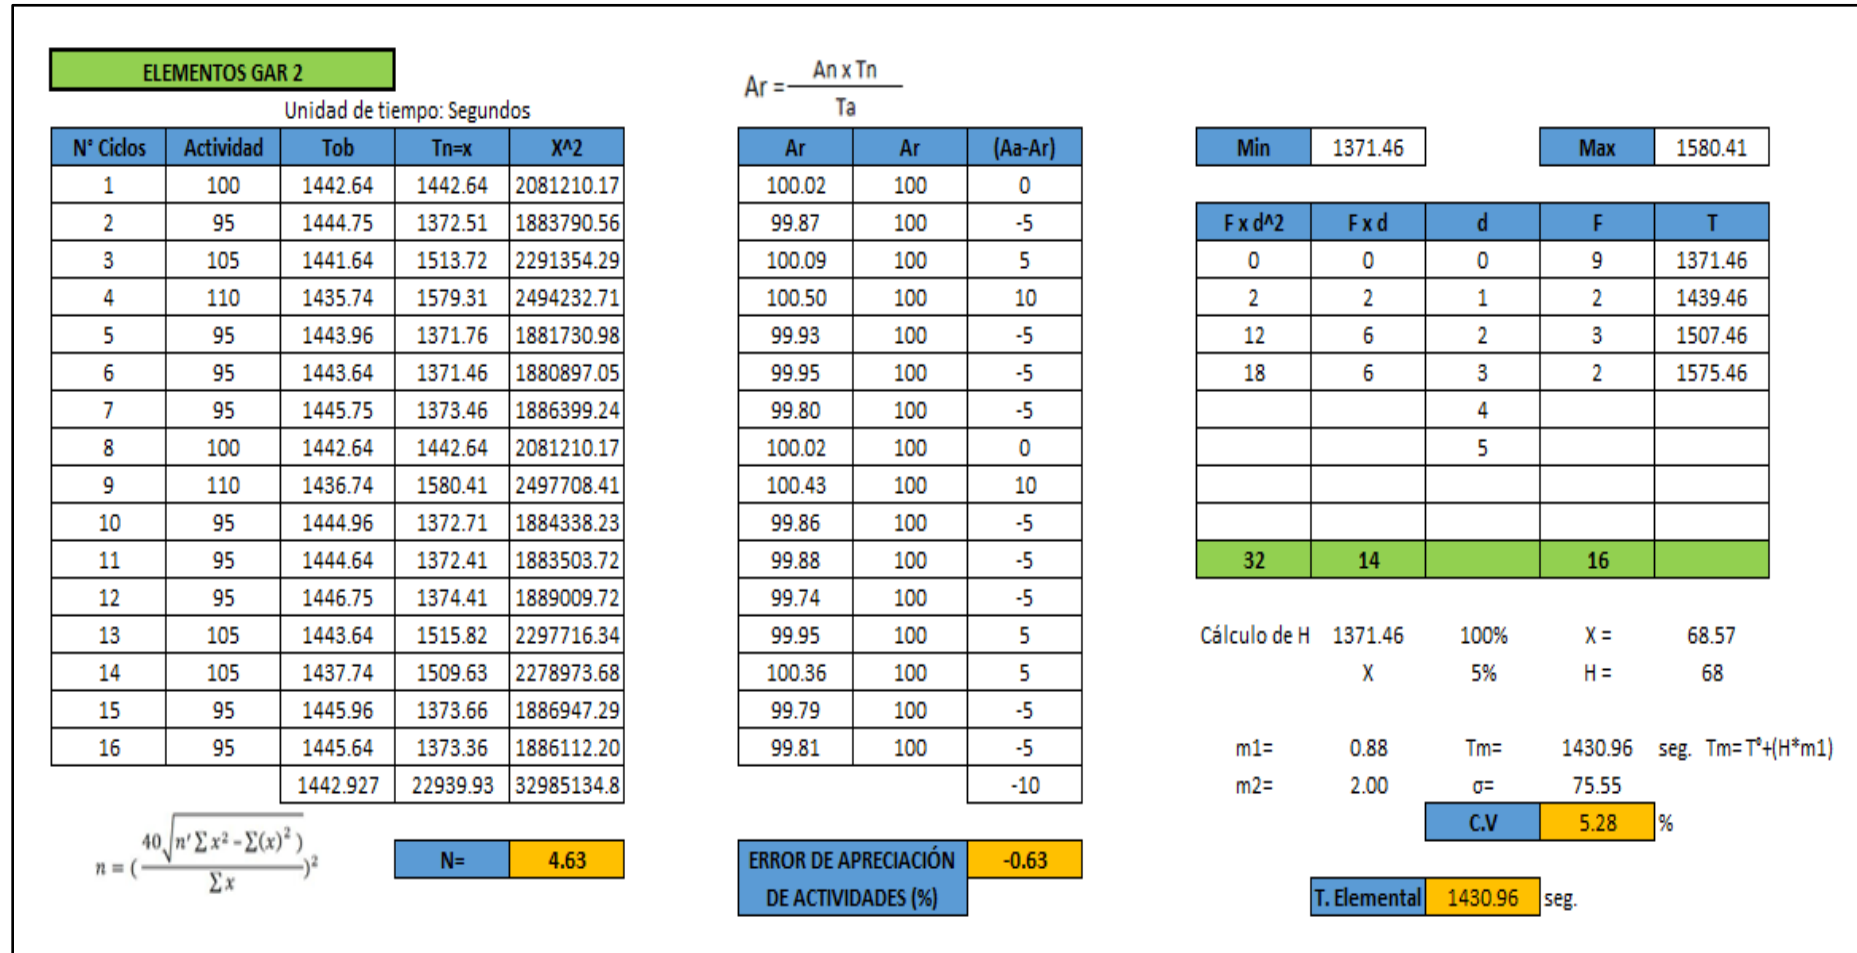 ELEMENTOS GAR 2
Unidad de tiempo: Segundos
N° Ciclos Actividad Tob Tn=x X^2
1 100 1442.64 1442.64 2081210.17
2 95 1444.75 1372.51 1883790.56
3 105 1441.64 1513.72 2291354.29
4 110 1435.74 1579.31 2494232.71
5 95 1443.96 1371.76 1881730.98
6 95 1443.64 1371.46 1880897.05
7 95 1445.75 1373.46 1886399.24
8 100 1442.64 1442.64 2081210.17
9 110 1436.74 1580.41 2497708.41
10 95 1444.96 1372.71 1884338.23
11 95 1444.64 1372.41 1883503.72
12 95 1446.75 1374.41 1889009.72
13 105 1443.64 1515.82 2297716.34
14 105 1437.74 1509.63 2278973.68
15 95 1445.96 1373.66 1886947.29
16 95 1445.64 1373.36 1886112.20
1442.927 22939.93 32985134.8
n = (40√(n′ ∑ x² − ∑(x)² ) / ∑ x)²
N= 4.63
Ar = An x Tn / Ta
Ar Ar (Aa-Ar)
100.02 100 0
99.87 100 -5
100.09 100 5
100.50 100 10
99.93 100 -5
99.95 100 -5
99.80 100 -5
100.02 100 0
100.43 100 10
99.86 100 -5
99.88 100 -5
99.74 100 -5
99.95 100 5
100.36 100 5
99.79 100 -5
99.81 100 -5
-10
ERROR DE APRECIACIÓN -0.63
DE ACTIVIDADES (%)
Min 1371.46 Max 1580.41
F x d^2 F x d d F T
0 0 0 9 1371.46
2 2 1 2 1439.46
12 6 2 3 1507.46
18 6 3 2 1575.46
4
5
32 14 16
Cálculo de H 1371.46 100% X = 68.57
X 5% H = 68
m1= 0.88 Tm= 1430.96 seg. Tm= T°+(H*m1)
m2= 2.00 σ= 75.55
C.V 5.28 %
T. Elemental 1430.96 seg.